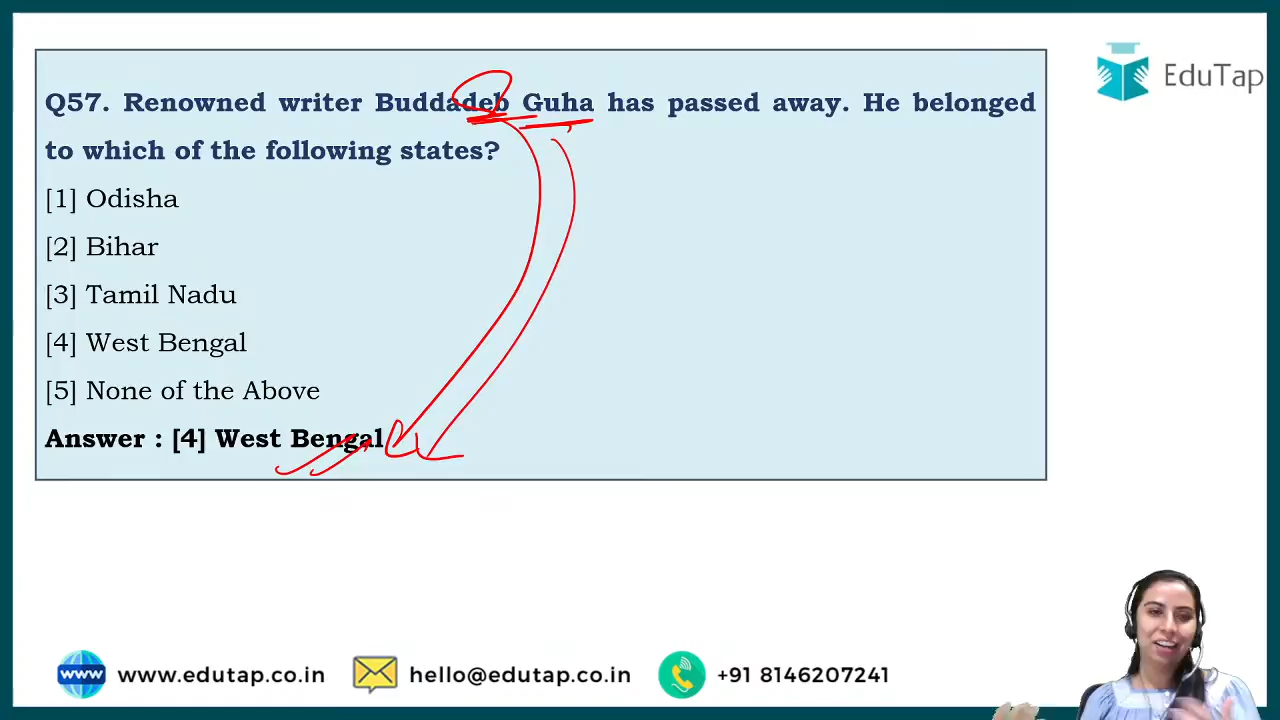 EduTap
Q57. Renowned writer Buddadeb Guha has passed away. He belonged
to which of the following states?
[1] Odisha
[2] Bihar
[3] Tamil Nadu
[4] West Bengal
[5] None of the Above
Answer : [4] West Bengal
www www.edutap.co.in hello@edutap.co.in +91 8146207241